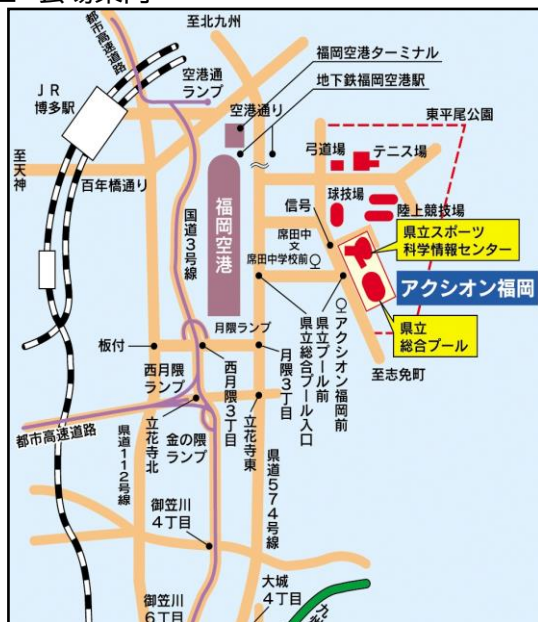 至北九州
都市高速道路
ＪＲ
博多駅
空港通
ランプ
福岡空港ターミナル
地下鉄福岡空港駅
空港通り
東平尾公園
弓道場
テニス場
至天神
百年橋通り
国道3号線
福岡空港
球技場
信号
陸上競技場
席田中
文
席田中学校前
県立スポーツ
科学情報センター
アクシオン福岡
県立
総合プール
月隈ランプ
板付
西月隈
ランプ
西月隈3丁目
月隈3丁目
県立総合プール入口
県立プール前
アクシオン福岡前
至志免町
都市高速道路
県道112号線
立花寺北
金の隈
ランプ
立花寺東
県道574号線
御笠川
4丁目
大城
4丁目
御笠川
6丁目